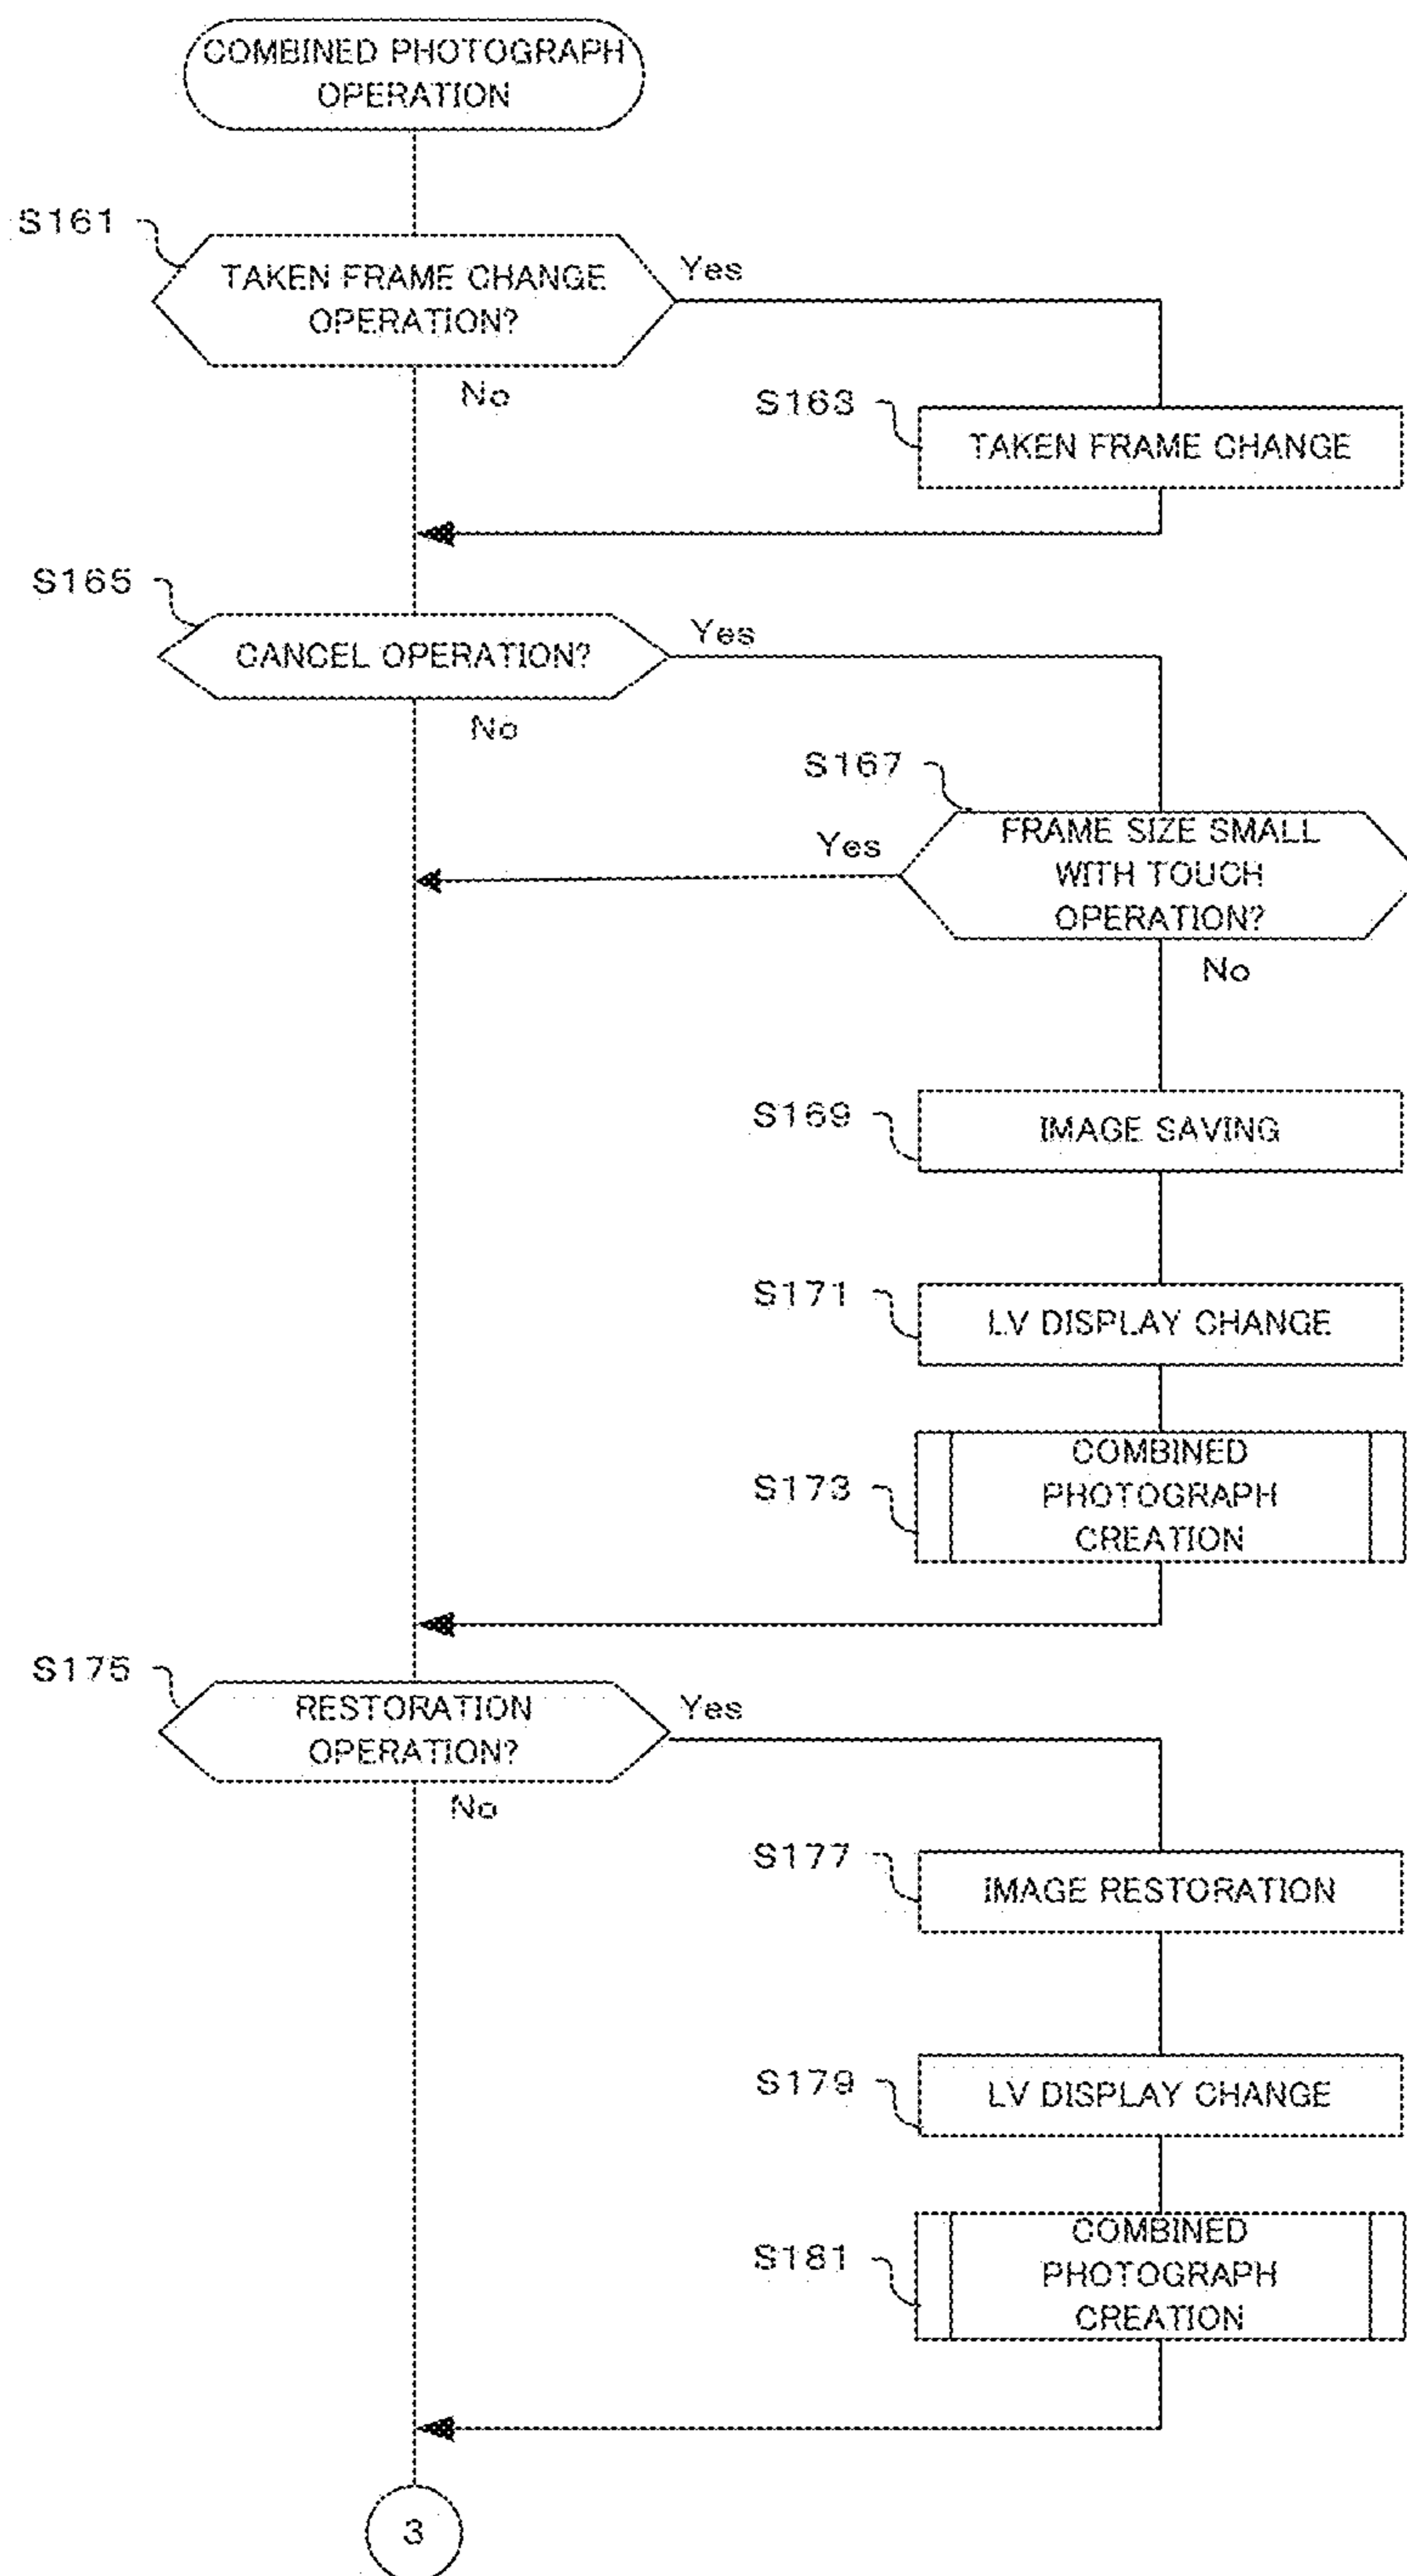 COMBINED PHOTOGRAPH
OPERATION
S161
TAKEN FRAME CHANGE
OPERATION?
Yes
No
S163
TAKEN FRAME CHANGE
S165
CANCEL OPERATION?
Yes
No
S167
FRAME SIZE SMALL
WITH TOUCH
OPERATION?
Yes
No
S169
IMAGE SAVING
S171
LV DISPLAY CHANGE
S173
COMBINED
PHOTOGRAPH
CREATION
S175
RESTORATION
OPERATION?
Yes
No
S177
IMAGE RESTORATION
S179
LV DISPLAY CHANGE
S181
COMBINED
PHOTOGRAPH
CREATION
3